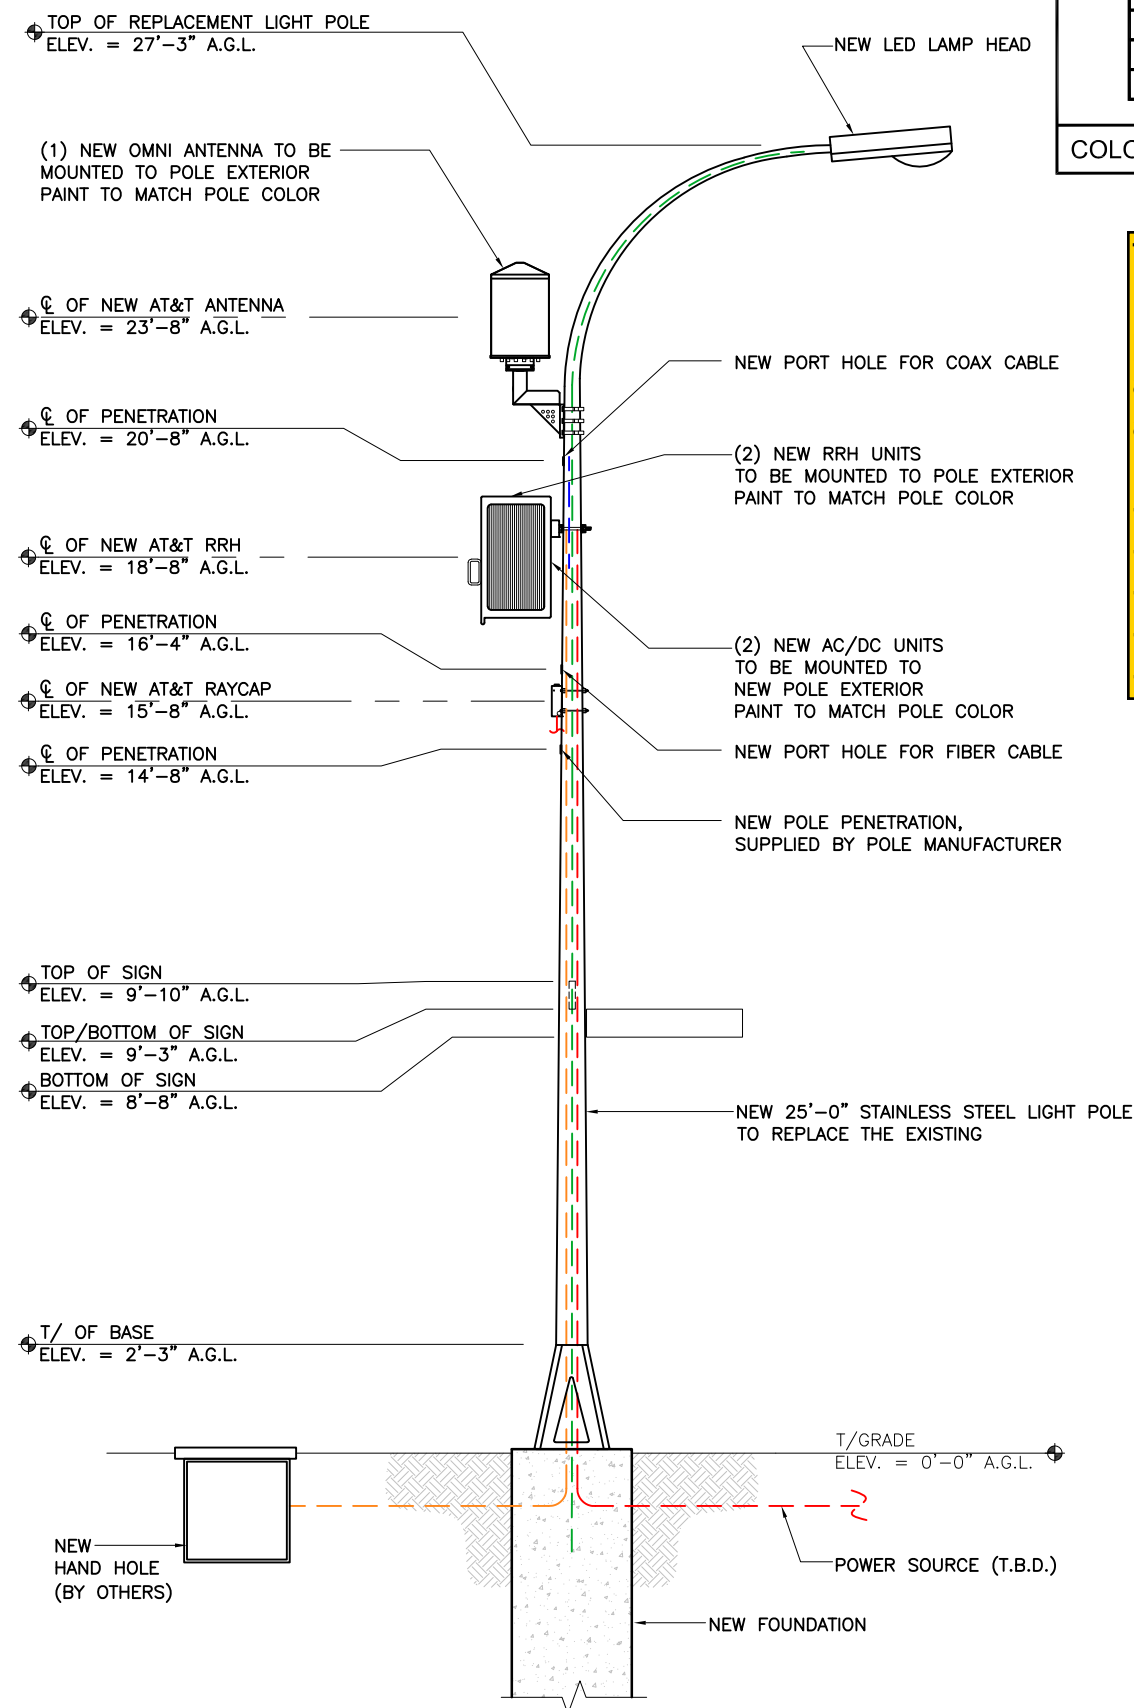 TOP OF REPLACEMENT LIGHT POLE
ELEV. = 27'-3" A.G.L.
NEW LED LAMP HEAD
(1) NEW OMNI ANTENNA TO BE
MOUNTED TO POLE EXTERIOR
PAINT TO MATCH POLE COLOR
COLO
℄ OF NEW AT&T ANTENNA
ELEV. = 23'-8" A.G.L.
NEW PORT HOLE FOR COAX CABLE
℄ OF PENETRATION
ELEV. = 20'-8" A.G.L.
(2) NEW RRH UNITS
TO BE MOUNTED TO POLE EXTERIOR
PAINT TO MATCH POLE COLOR
℄ OF NEW AT&T RRH
ELEV. = 18'-8" A.G.L.
℄ OF PENETRATION
ELEV. = 16'-4" A.G.L.
(2) NEW AC/DC UNITS
TO BE MOUNTED TO
NEW POLE EXTERIOR
PAINT TO MATCH POLE COLOR
℄ OF NEW AT&T RAYCAP
ELEV. = 15'-8" A.G.L.
℄ OF PENETRATION
ELEV. = 14'-8" A.G.L.
NEW PORT HOLE FOR FIBER CABLE
NEW POLE PENETRATION,
SUPPLIED BY POLE MANUFACTURER
TOP OF SIGN
ELEV. = 9'-10" A.G.L.
TOP/BOTTOM OF SIGN
ELEV. = 9'-3" A.G.L.
BOTTOM OF SIGN
ELEV. = 8'-8" A.G.L.
NEW 25'-0" STAINLESS STEEL LIGHT POLE
TO REPLACE THE EXISTING
T/ OF BASE
ELEV. = 2'-3" A.G.L.
T/GRADE
ELEV. = 0'-0" A.G.L.
NEW
HAND HOLE
(BY OTHERS)
POWER SOURCE (T.B.D.)
NEW FOUNDATION